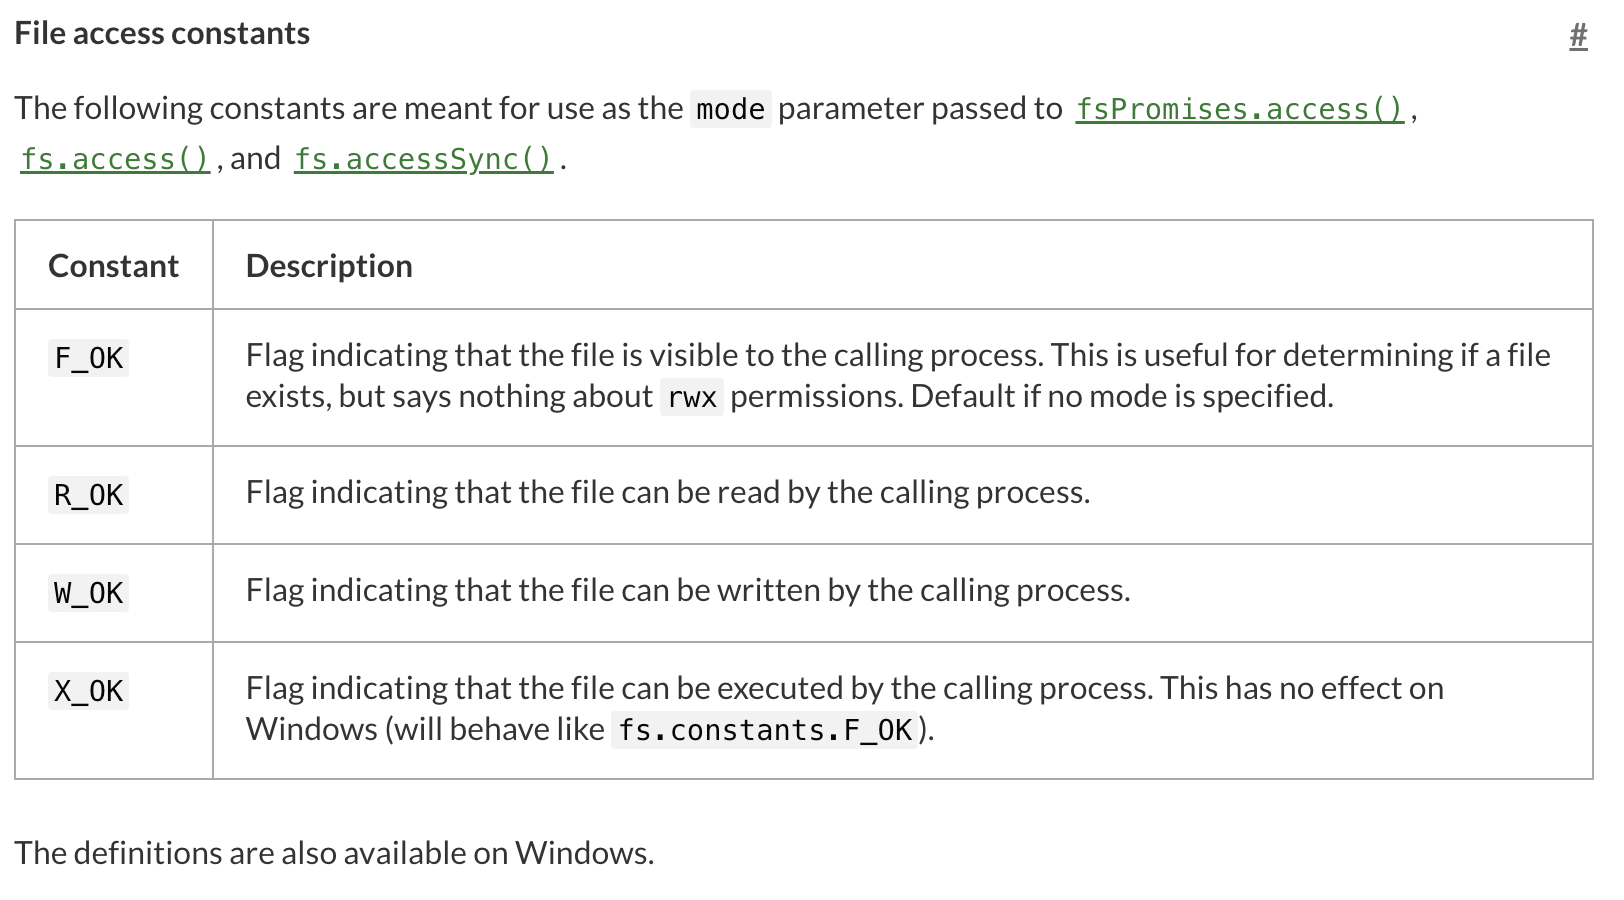 File access constants #
The following constants are meant for use as the mode parameter passed to fsPromises.access(),
fs.access(), and fs.accessSync().
Constant Description
F_OK Flag indicating that the file is visible to the calling process. This is useful for determining if a file
exists, but says nothing about rwx permissions. Default if no mode is specified.
R_OK Flag indicating that the file can be read by the calling process.
W_OK Flag indicating that the file can be written by the calling process.
X_OK Flag indicating that the file can be executed by the calling process. This has no effect on
Windows (will behave like fs.constants.F_OK).
The definitions are also available on Windows.